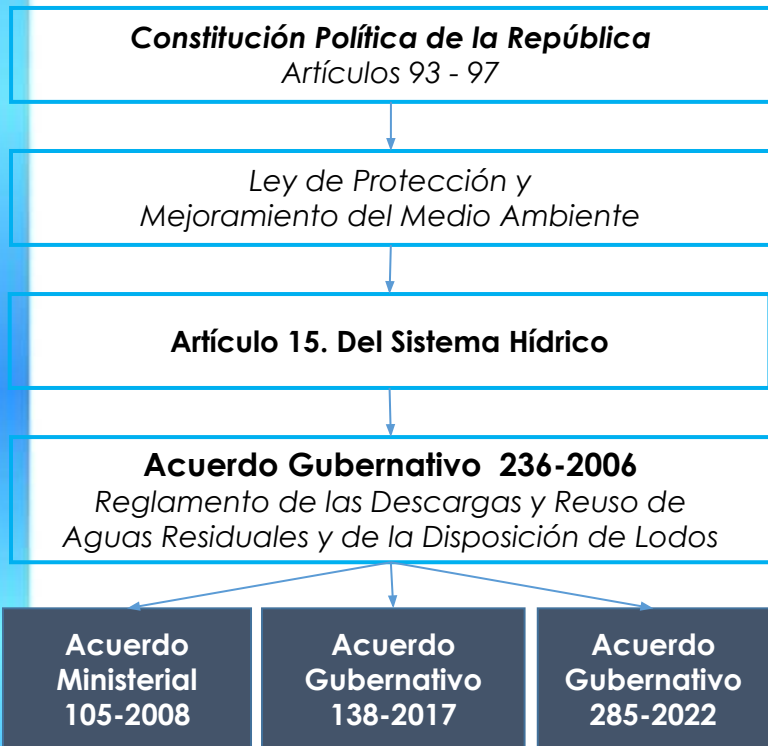 Constitución Política de la República
Artículos 93 - 97
Ley de Protección y
Mejoramiento del Medio Ambiente
Artículo 15. Del Sistema Hídrico
Acuerdo Gubernativo 236-2006
Reglamento de las Descargas y Reuso de
Aguas Residuales y de la Disposición de Lodos
Acuerdo
Ministerial
105-2008
Acuerdo
Gubernativo
138-2017
Acuerdo
Gubernativo
285-2022